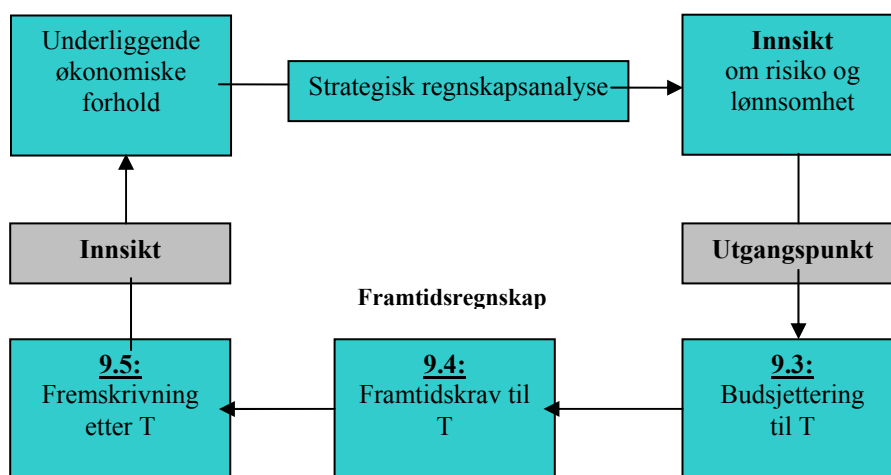 Underliggende
økonomiske
forhold
Strategisk regnskapsanalyse
Innsikt
om risiko og
lønnsomhet
Innsikt
Utgangspunkt
Framtidsregnskap
9.5:
Fremskrivning
etter T
9.4:
Framtidskrav til
T
9.3:
Budsjettering
til T